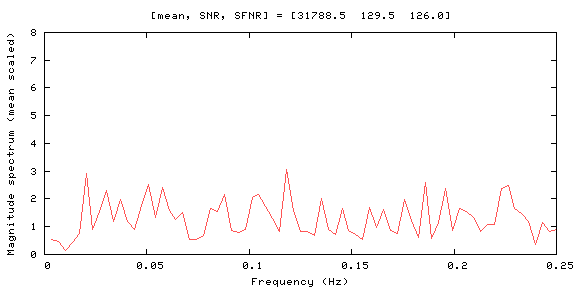 [mean, SNR, SFNR] = [31788.5 129.5 126.0]
8
7
6
5
4
3
2
1
0
0 0.05 0.1 0.15 0.2 0.25
Magnitude spectrum (mean scaled)
Frequency (Hz)